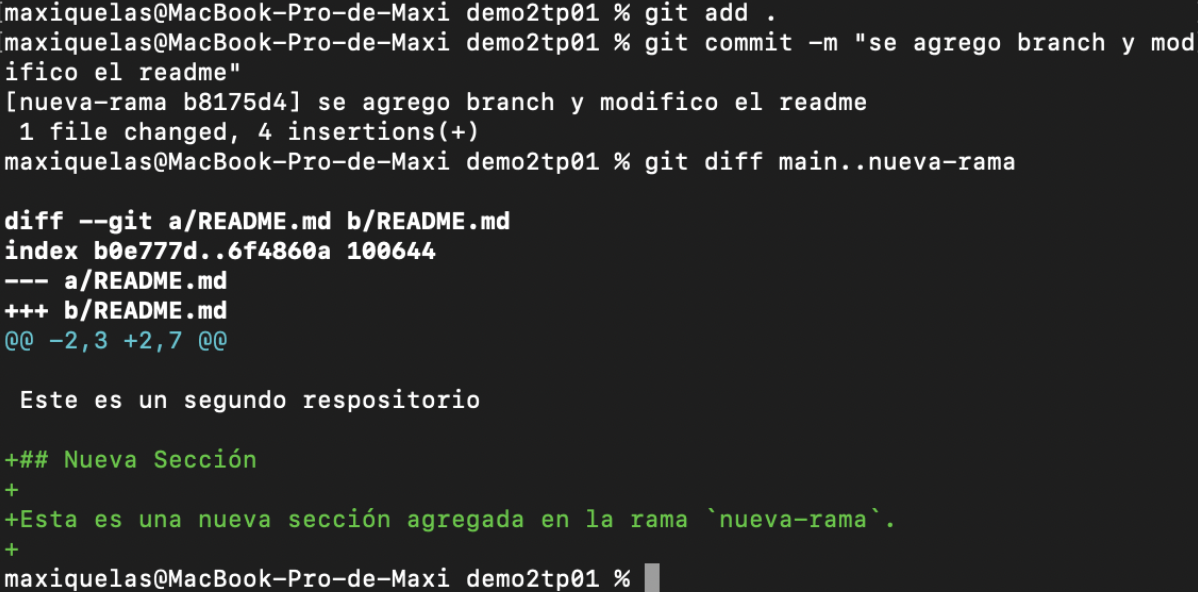 [maxiquelas@MacBook-Pro-de-Maxi demo2tp01 % git add .
[maxiquelas@MacBook-Pro-de-Maxi demo2tp01 % git commit -m "se agrego branch y mod
ifico el readme"
[nueva-rama b8175d4] se agrego branch y modifico el readme
 1 file changed, 4 insertions(+)
maxiquelas@MacBook-Pro-de-Maxi demo2tp01 % git diff main..nueva-rama
diff --git a/README.md b/README.md
index b0e777d..6f4860a 100644
--- a/README.md
+++ b/README.md
@@ -2,3 +2,7 @@
 Este es un segundo respositorio
+## Nueva Sección
+
+Esta es una nueva sección agregada en la rama `nueva-rama`.
+
maxiquelas@MacBook-Pro-de-Maxi demo2tp01 %